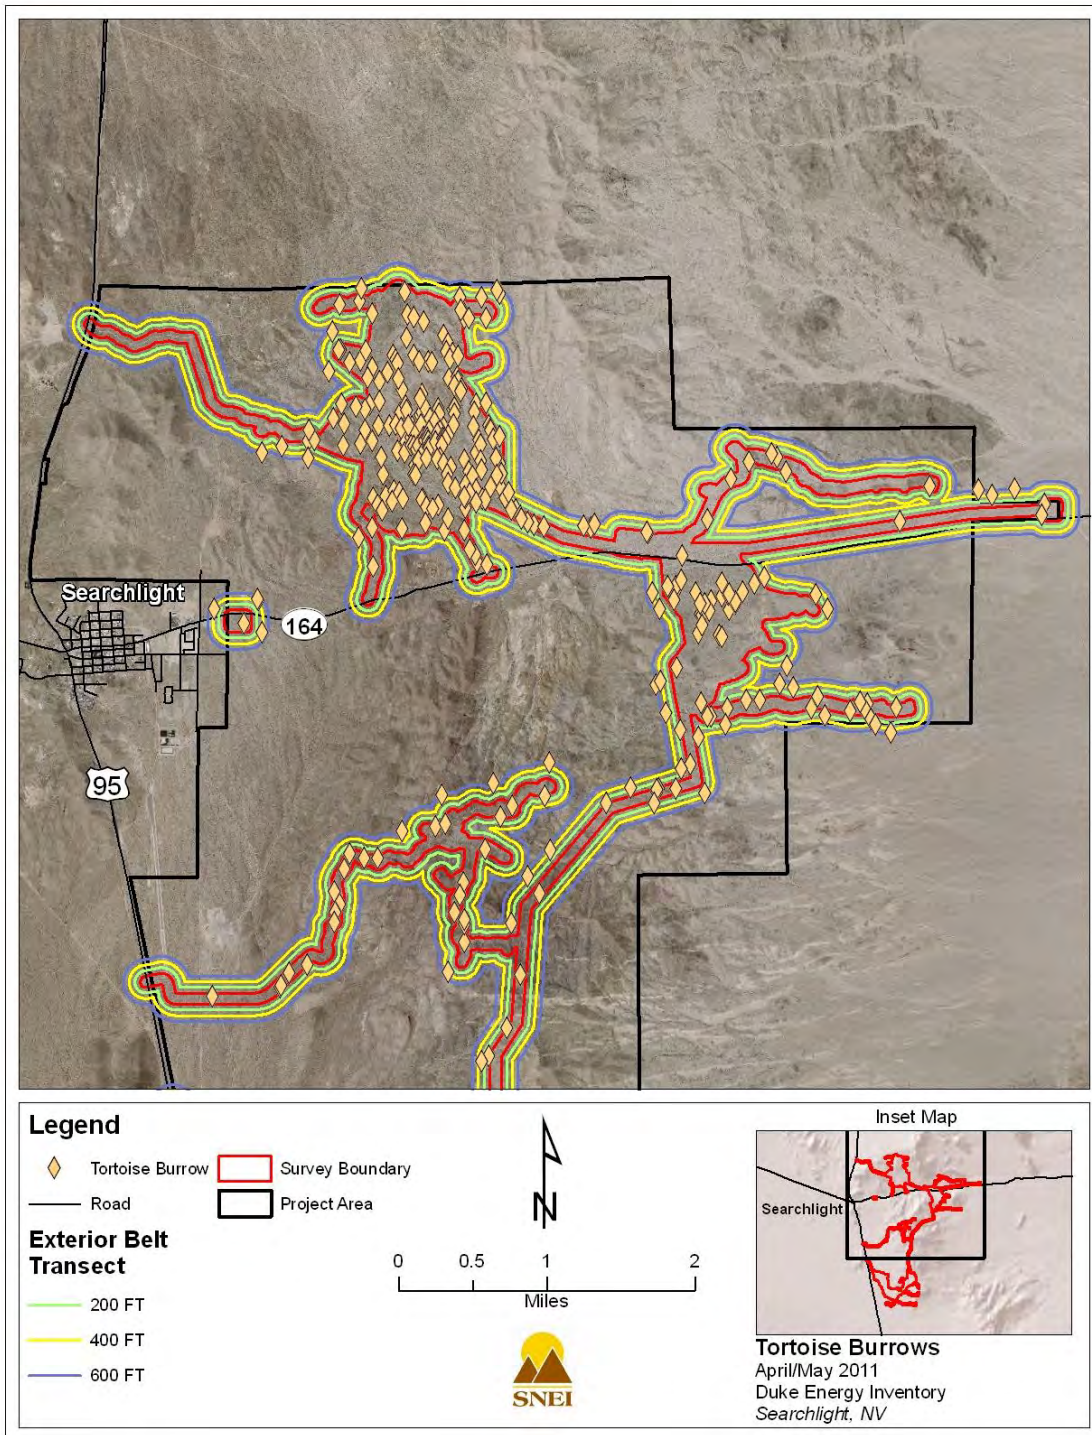 Searchlight
164
95
Legend
Tortoise Burrow
Survey Boundary
Road
Project Area
Exterior Belt
Transect
200 FT
400 FT
600 FT
N
0 0.5 1 2
Miles
SNEI
Inset Map
Searchlight
Tortoise Burrows
April/May 2011
Duke Energy Inventory
Searchlight, NV